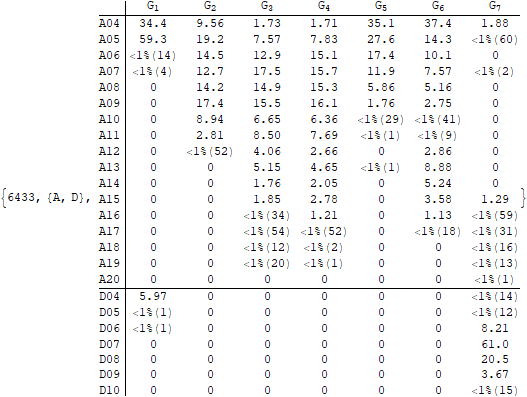 G1 G2 G3 G4 G5 G6 G7
A04 34.4 9.56 1.73 1.71 35.1 37.4 1.88
A05 59.3 19.2 7.57 7.83 27.6 14.3 <1%(60)
A06 <1%(14) 14.5 12.9 15.1 17.4 10.1 0
A07 <1%(4) 12.7 17.5 15.7 11.9 7.57 <1%(2)
A08 0 14.2 14.9 15.3 5.86 5.16 0
A09 0 17.4 15.5 16.1 1.76 2.75 0
A10 0 8.94 6.65 6.36 <1%(29) <1%(41) 0
A11 0 2.81 8.50 7.69 <1%(1) <1%(9) 0
A12 0 <1%(52) 4.06 2.66 0 2.86 0
A13 0 0 5.15 4.65 <1%(1) 8.88 0
A14 0 0 1.76 2.05 0 5.24 0
{6433, {A, D}, A15 0 0 1.85 2.78 0 3.58 1.29 }
A16 0 0 <1%(34) 1.21 0 1.13 <1%(59)
A17 0 0 <1%(54) <1%(52) 0 <1%(18) <1%(31)
A18 0 0 <1%(12) <1%(2) 0 0 <1%(16)
A19 0 0 <1%(20) <1%(1) 0 0 <1%(13)
A20 0 0 0 0 0 0 <1%(1)
D04 5.97 0 0 0 0 0 <1%(14)
D05 <1%(1) 0 0 0 0 0 <1%(12)
D06 <1%(1) 0 0 0 0 0 8.21
D07 0 0 0 0 0 0 61.0
D08 0 0 0 0 0 0 20.5
D09 0 0 0 0 0 0 3.67
D10 0 0 0 0 0 0 <1%(15)